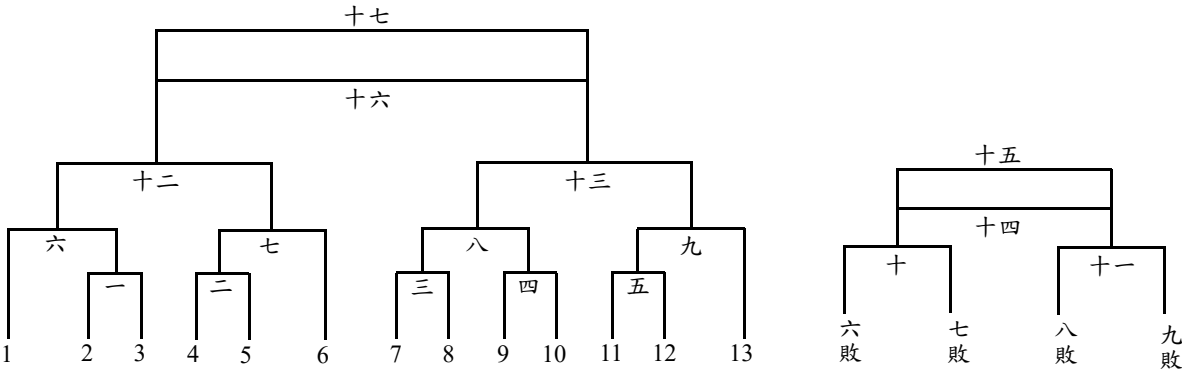 十七
十六
十五
十二 十三
十四
六 七 八 九
十 十一
一 二 三 四 五
1 2 3 4 5 6 7 8 9 10 11 12 13
六敗 七敗 八敗 九敗